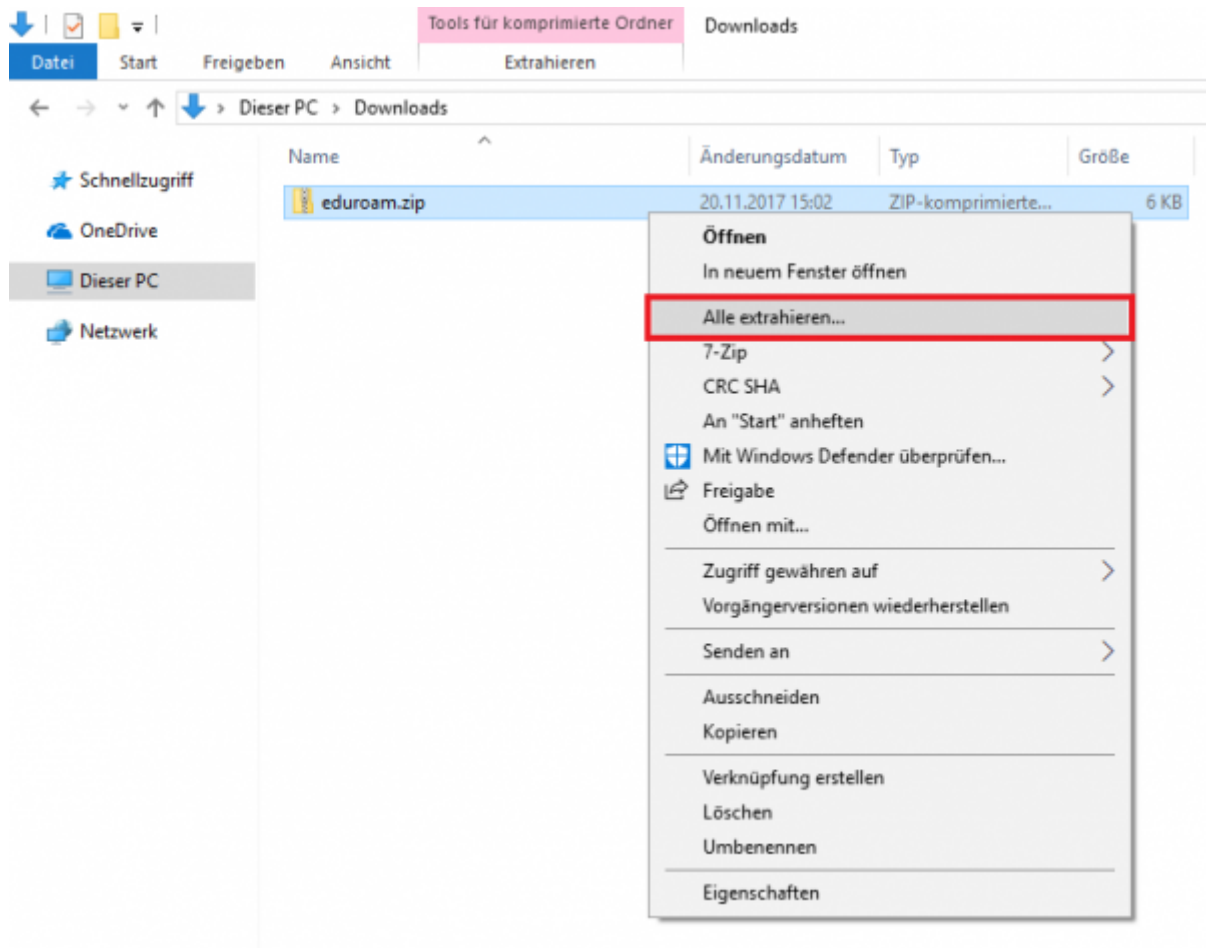 Tools für komprimierte Ordner Downloads
Datei Start Freigeben Ansicht Extrahieren
Dieser PC Downloads
Name Änderungsdatum Typ Größe
Schnellzugriff
eduroam.zip 20.11.2017 15:02 ZIP-komprimierte... 6 KB
OneDrive
Dieser PC
Netzwerk
Öffnen
In neuem Fenster öffnen
Alle extrahieren...
7-Zip
CRC SHA
An "Start" anheften
Mit Windows Defender überprüfen...
Freigabe
Öffnen mit...
Zugriff gewähren auf
Vorgängerversionen wiederherstellen
Senden an
Ausschneiden
Kopieren
Verknüpfung erstellen
Löschen
Umbenennen
Eigenschaften